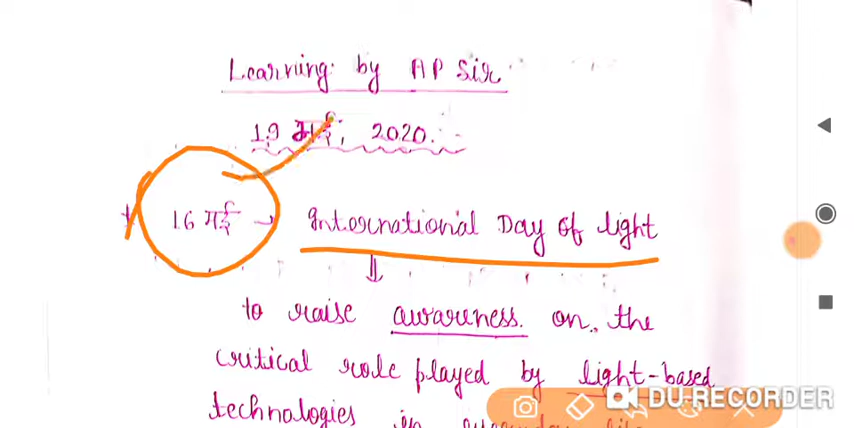 Learning by AP Sir
19 मई, 2020.
16 मई → International Day of light
to raise awareness on, the
critical role played by light-based
technologies in
DU RECORDER